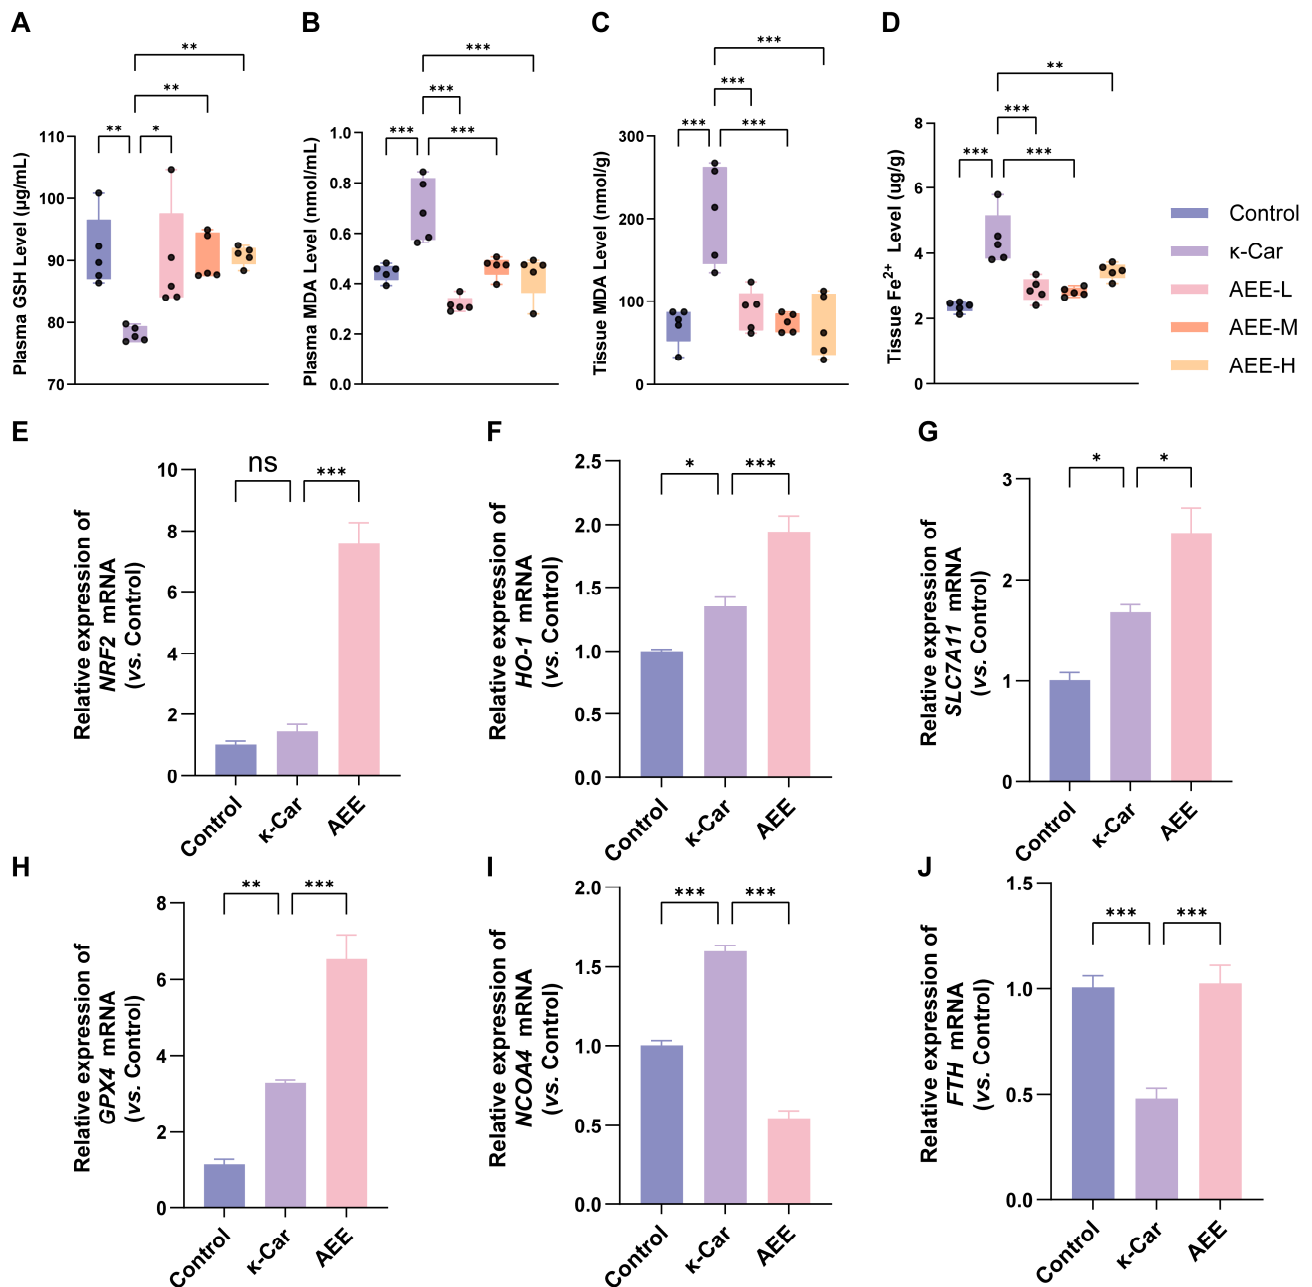 A
B
C
D
Plasma GSH Level (μg/mL)
110
100
90
80
70
**
*
**
**
Plasma MDA Level (nmol/mL)
1.0
0.8
0.6
0.4
0.2
0.0
***
***
***
***
Tissue MDA Level (nmol/g)
300
200
100
0
***
***
***
***
Tissue Fe²⁺ Level (ug/g)
8
6
4
2
0
***
***
***
**
Control
κ-Car
AEE-L
AEE-M
AEE-H
E
Relative expression of
NRF2 mRNA
(vs. Control)
10
8
6
4
2
0
ns
***
Control
κ-Car
AEE
F
Relative expression of
HO-1 mRNA
(vs. Control)
2.5
2.0
1.5
1.0
0.5
0.0
*
***
Control
κ-Car
AEE
G
Relative expression of
SLC7A11 mRNA
(vs. Control)
3
2
1
0
*
*
Control
κ-Car
AEE
H
Relative expression of
GPX4 mRNA
(vs. Control)
8
6
4
2
0
**
***
Control
κ-Car
AEE
I
Relative expression of
NCOA4 mRNA
(vs. Control)
2.0
1.5
1.0
0.5
0.0
***
***
Control
κ-Car
AEE
J
Relative expression of
FTH mRNA
(vs. Control)
1.5
1.0
0.5
0.0
***
***
Control
κ-Car
AEE